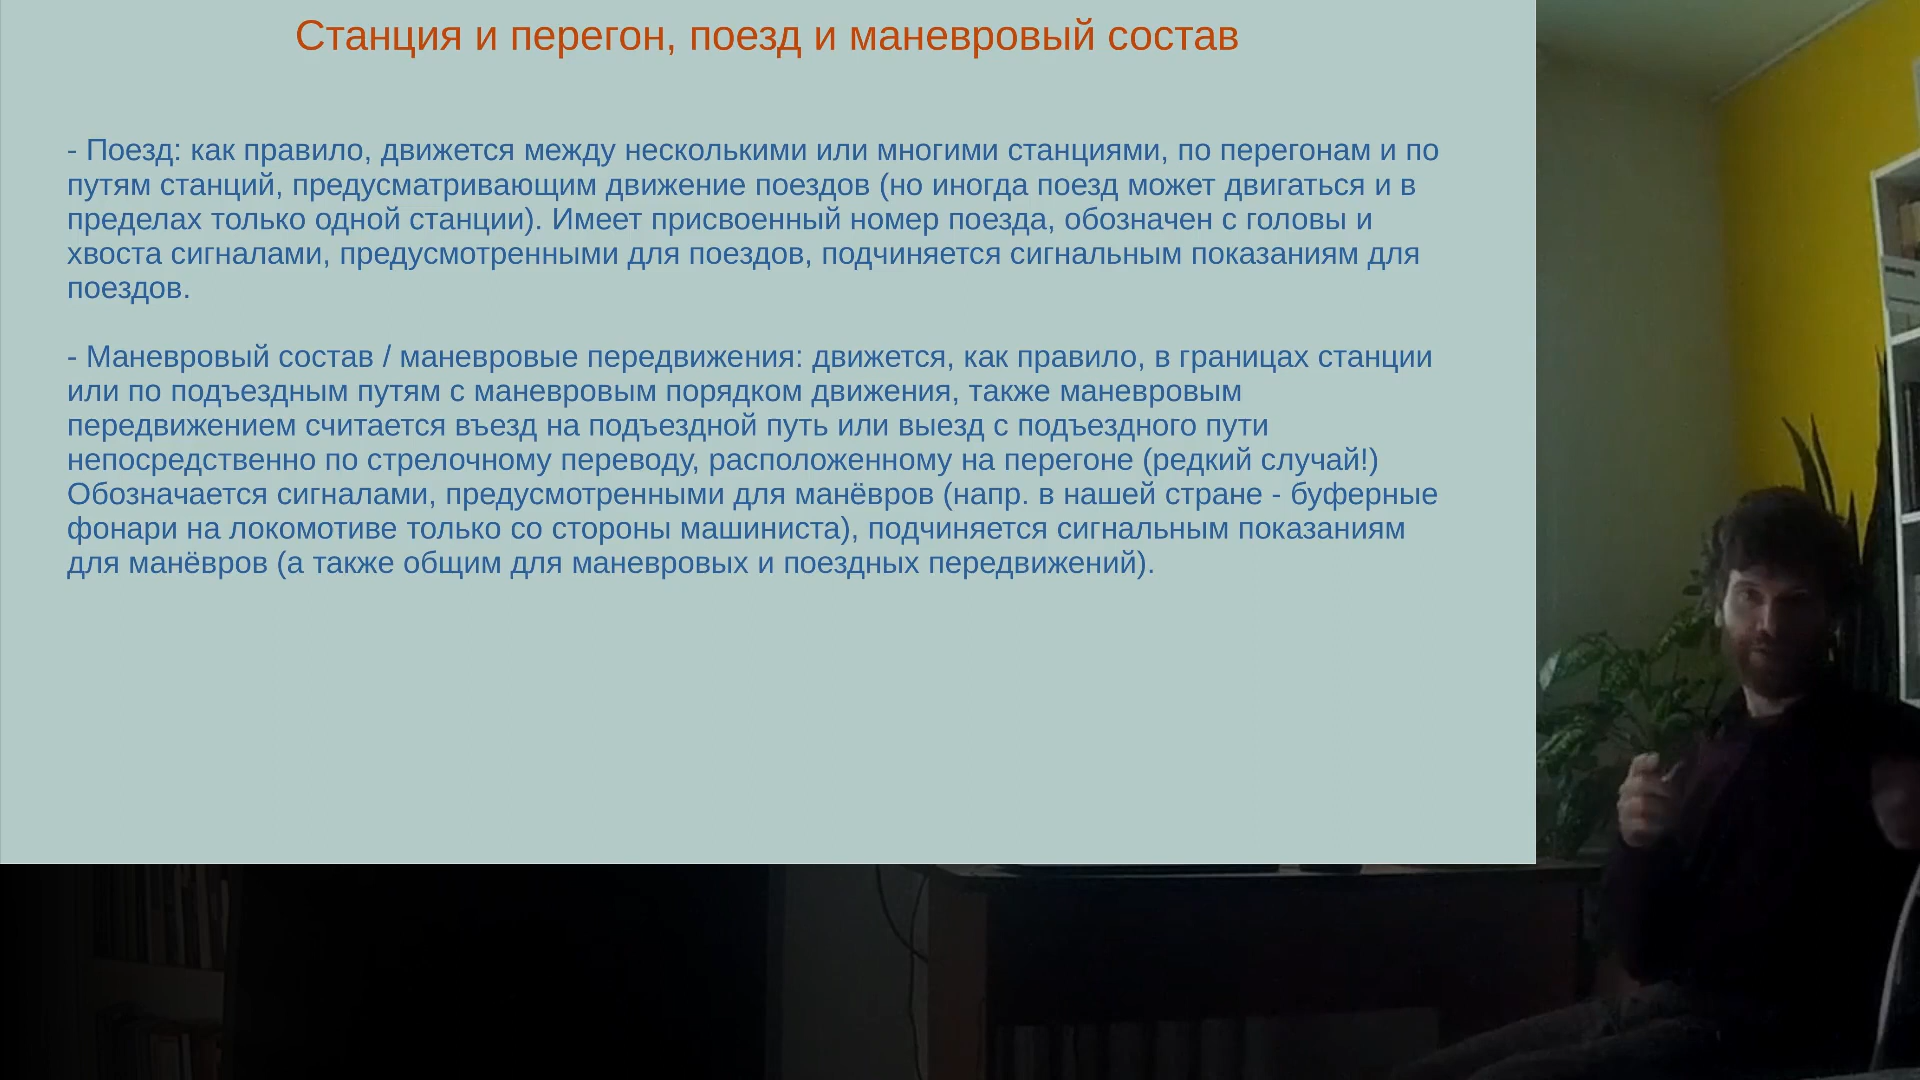 Станция и перегон, поезд и маневровый состав
- Поезд: как правило, движется между несколькими или многими станциями, по перегонам и по
путям станций, предусматривающим движение поездов (но иногда поезд может двигаться и в
пределах только одной станции). Имеет присвоенный номер поезда, обозначен с головы и
хвоста сигналами, предусмотренными для поездов, подчиняется сигнальным показаниям для
поездов.
- Маневровый состав / маневровые передвижения: движется, как правило, в границах станции
или по подъездным путям с маневровым порядком движения, также маневровым
передвижением считается въезд на подъездной путь или выезд с подъездного пути
непосредственно по стрелочному переводу, расположенному на перегоне (редкий случай!)
Обозначается сигналами, предусмотренными для манёвров (напр. в нашей стране - буферные
фонари на локомотиве только со стороны машиниста), подчиняется сигнальным показаниям
для манёвров (а также общим для маневровых и поездных передвижений).